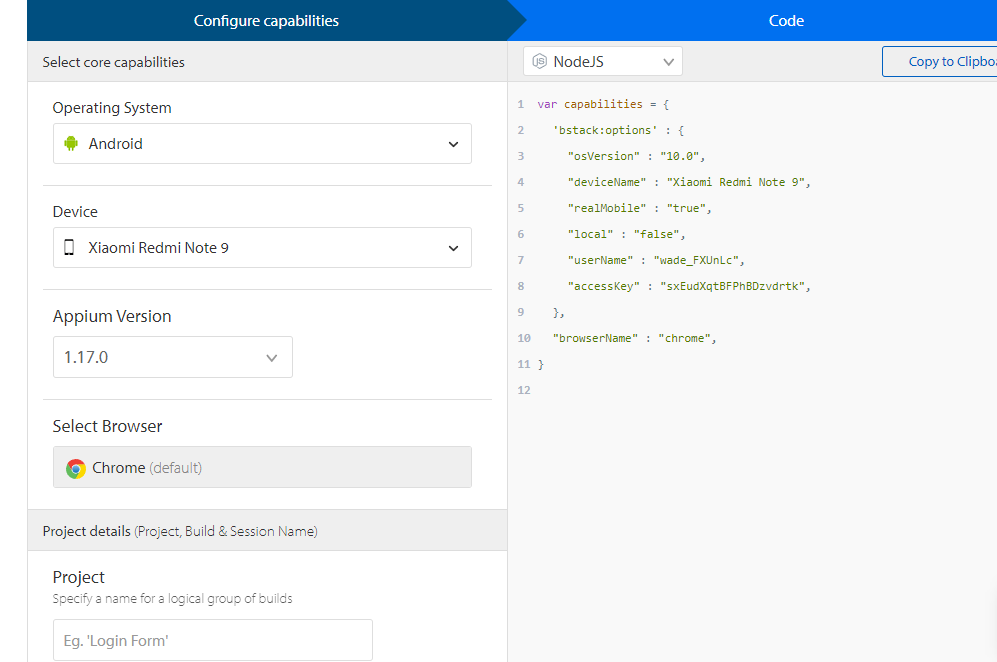 Configure capabilities
Code
Select core capabilities
NodeJS
Copy to Clipboa
Operating System
Android
Device
Xiaomi Redmi Note 9
Appium Version
1.17.0
Select Browser
Chrome (default)
Project details (Project, Build & Session Name)
Project
Specify a name for a logical group of builds
Eg. 'Login Form'
1 var capabilities = {
2 'bstack:options' : {
3 "osVersion" : "10.0",
4 "deviceName" : "Xiaomi Redmi Note 9",
5 "realMobile" : "true",
6 "local" : "false",
7 "userName" : "wade_FXUnLc",
8 "accessKey" : "sxEudXqtBFPhBDzvdrtk",
9 },
10 "browserName" : "chrome",
11 }
12